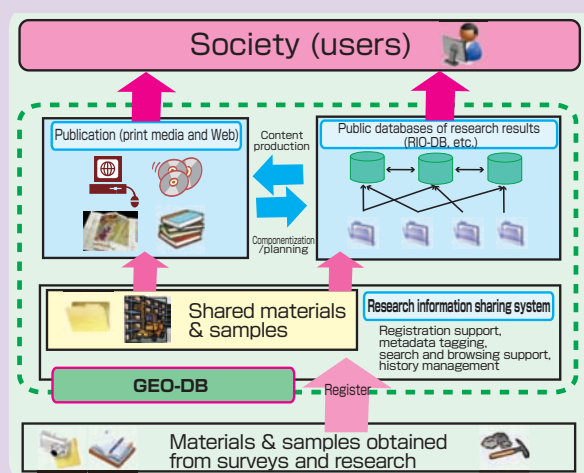 Society (users)
Publication (print media and Web)
Content
production
Componentization
/planning
Public databases of research results
(RIO-DB, etc.)
Shared materials
& samples
Research information sharing system
Registration support,
metadata tagging,
search and browsing support,
history management
GEO-DB
Register
Materials & samples obtained
from surveys and research